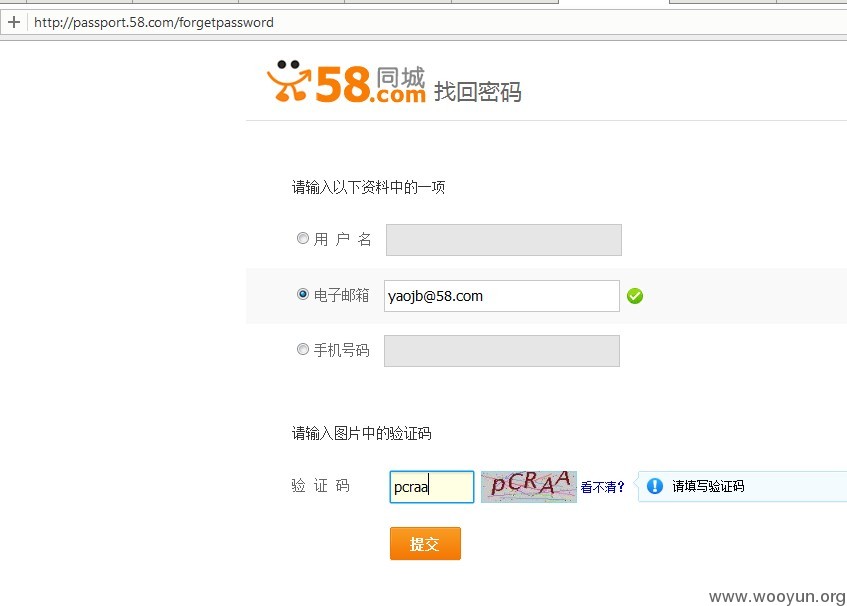 http://passport.58.com/forgetpassword
58同城.com 找回密码
请输入以下资料中的一项
用 户 名
电子邮箱 yaojb@58.com
手机号码
请输入图片中的验证码
验 证 码 pcraa pCRAA 看不清? 请填写验证码
提交
www.wooyun.org